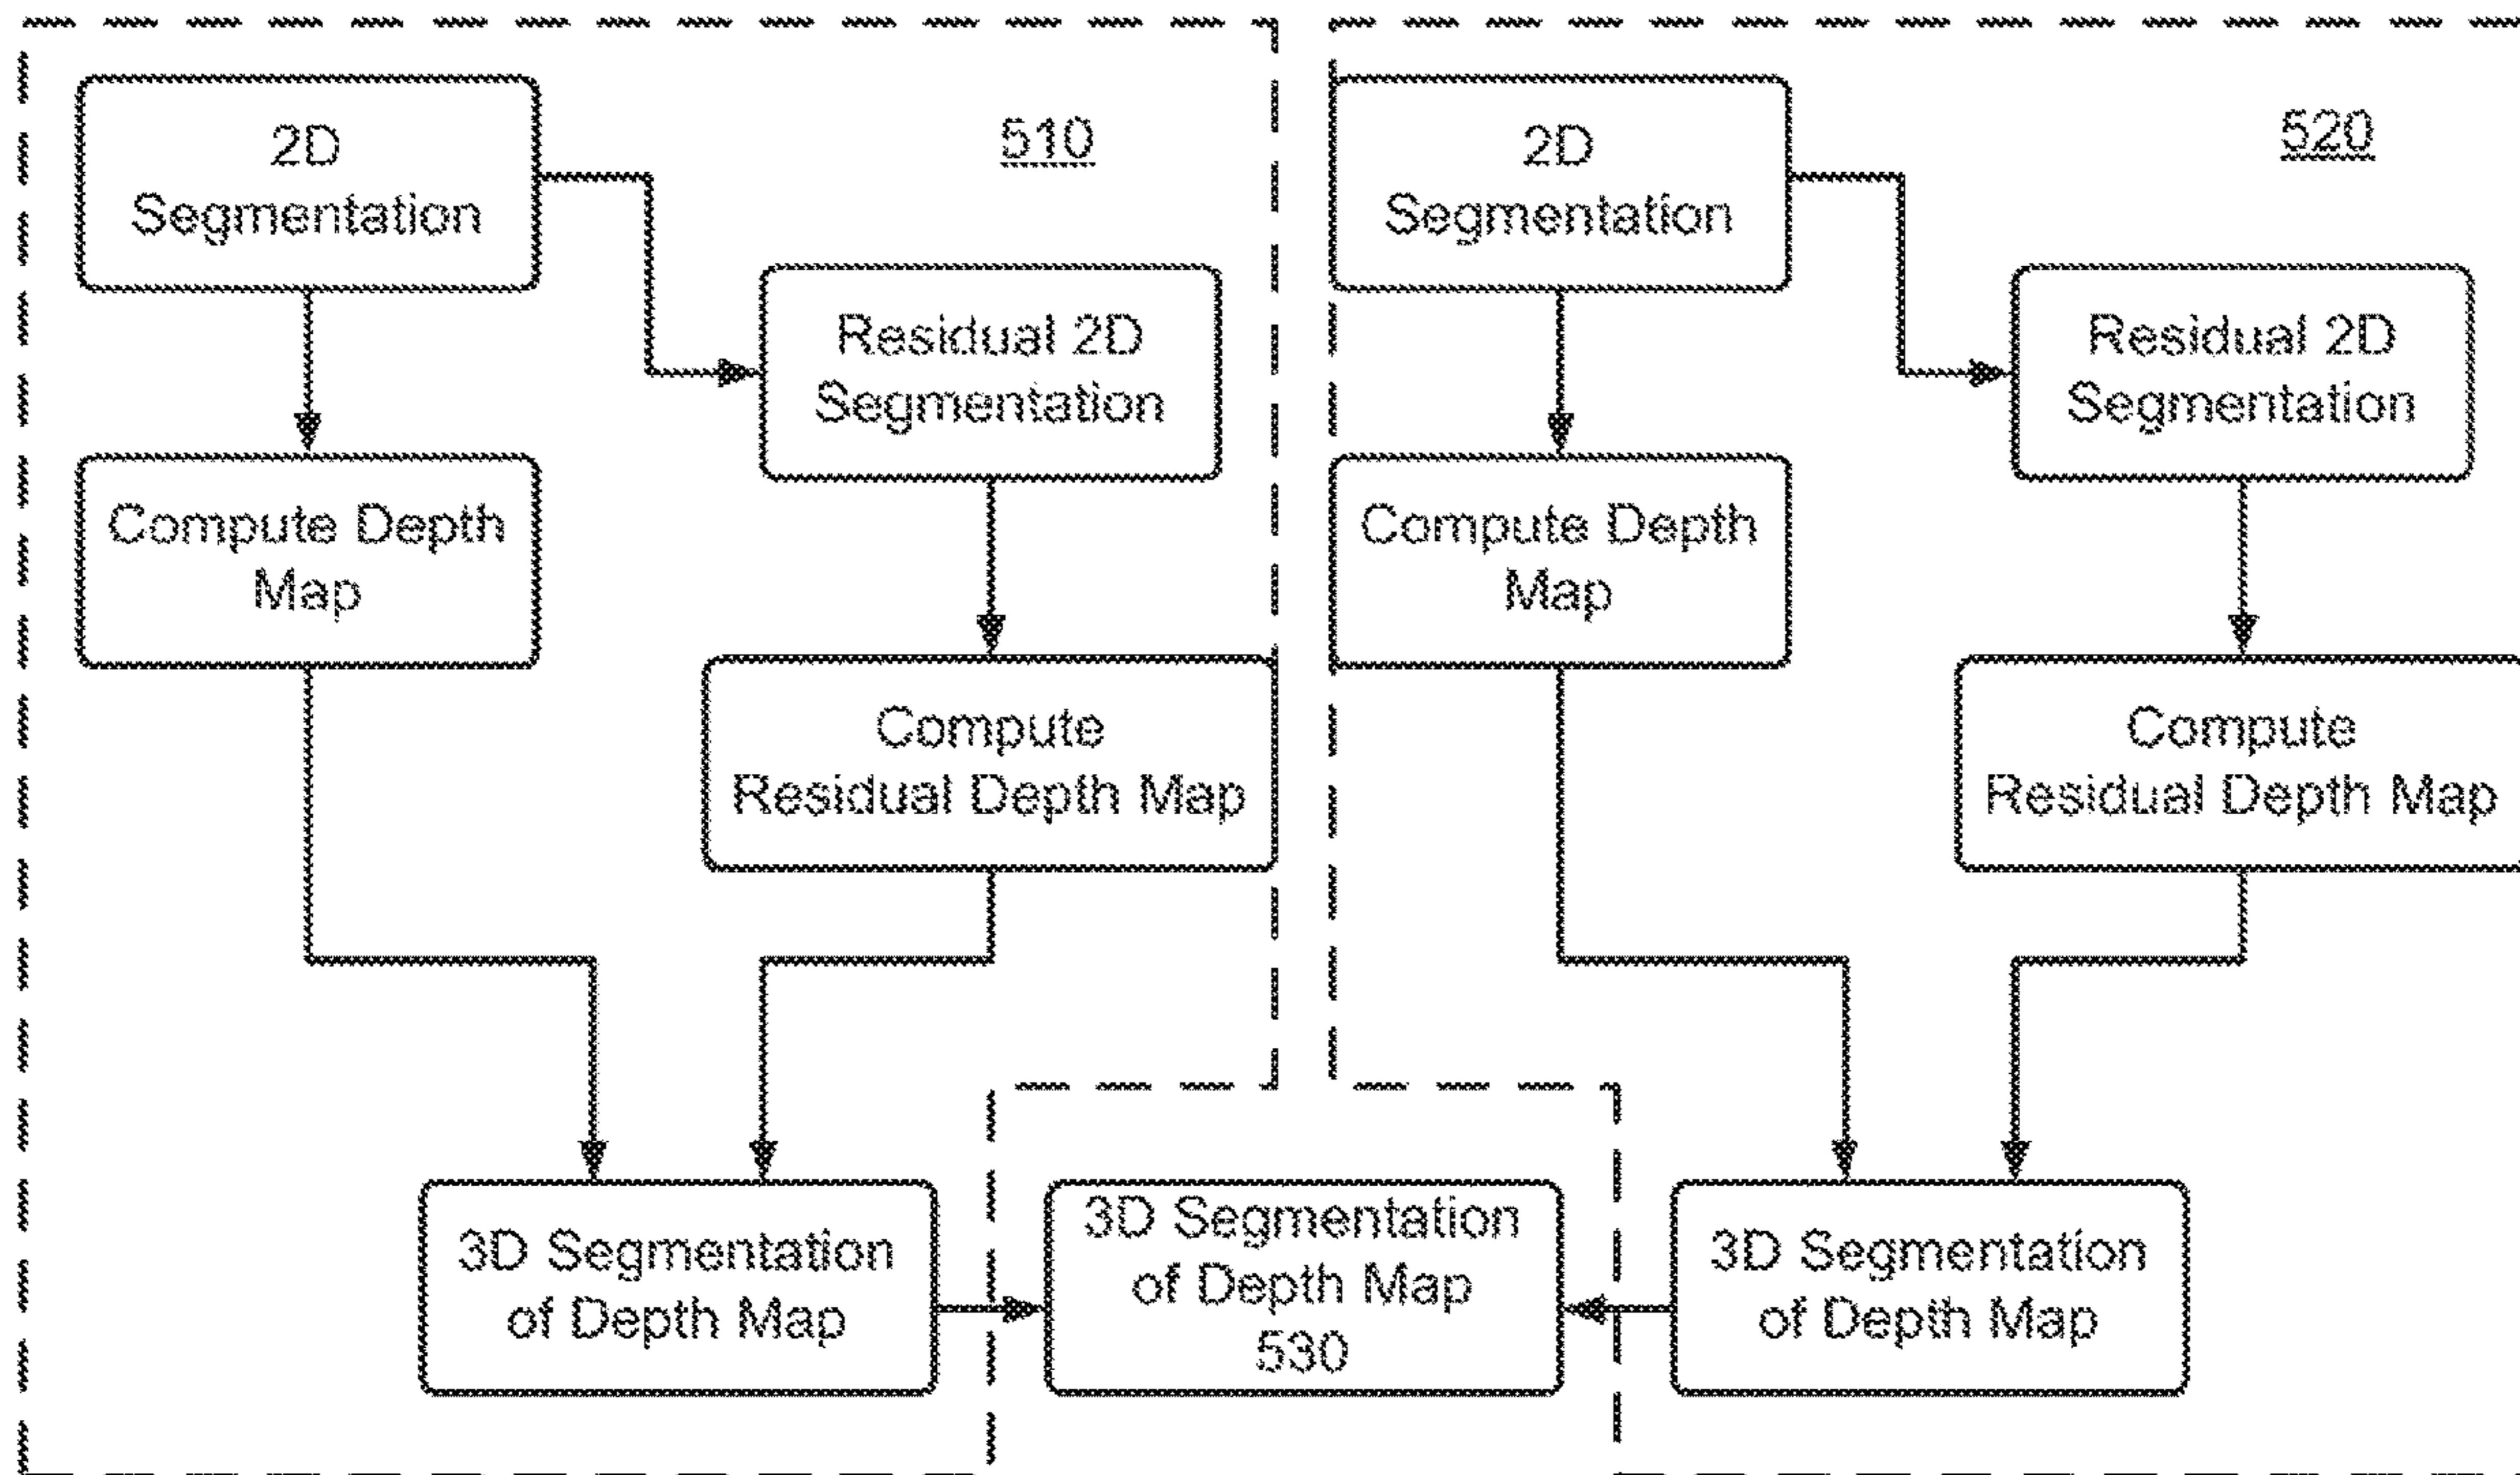 2D
Segmentation
510
Residual 2D
Segmentation
Compute Depth
Map
Compute
Residual Depth Map
3D Segmentation
of Depth Map
2D
Segmentation
520
Residual 2D
Segmentation
Compute Depth
Map
Compute
Residual Depth Map
3D Segmentation
of Depth Map
3D Segmentation
of Depth Map
530